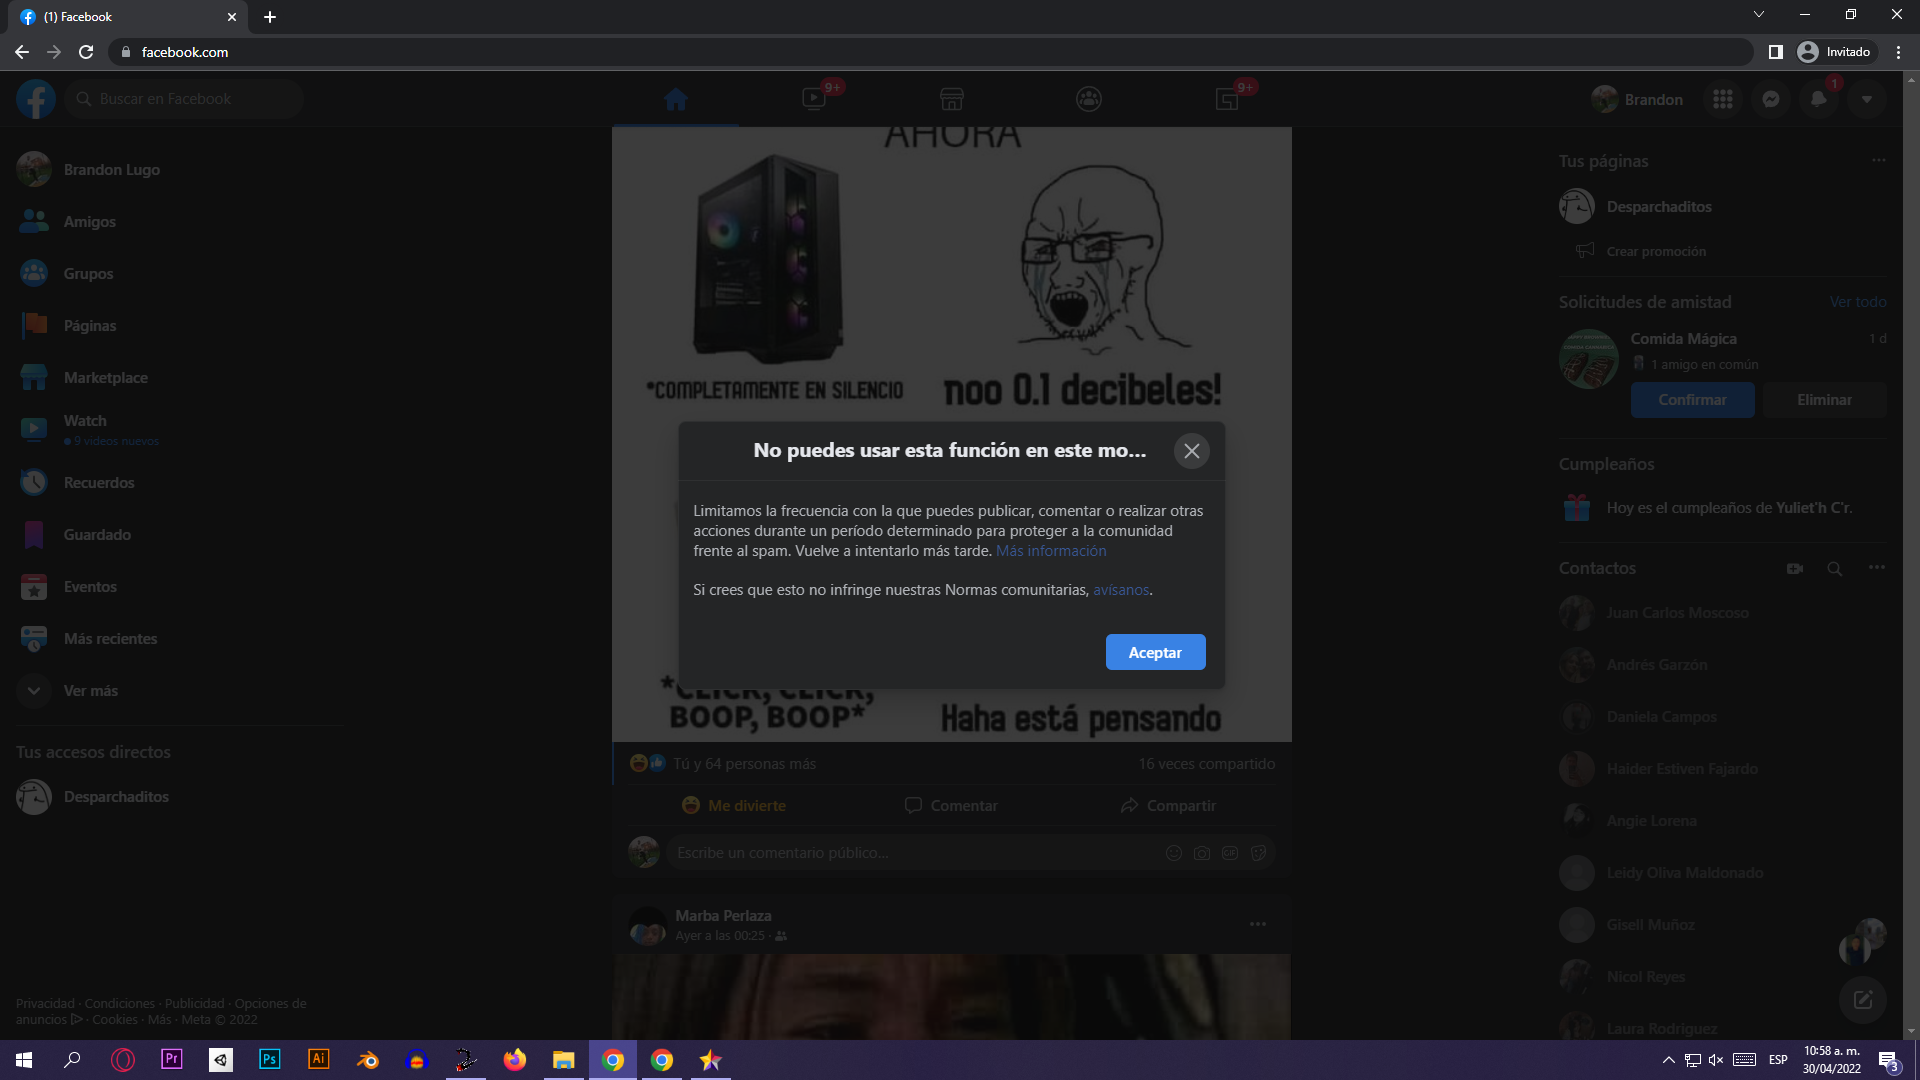 (1) Facebook
facebook.com
Invitado
Buscar en Facebook
9+
9+
Brandon
1
Brandon Lugo
Amigos
Grupos
Páginas
Marketplace
Watch
9 videos nuevos
Recuerdos
Guardado
Eventos
Más recientes
Ver más
Tus accesos directos
Desparchaditos
Privacidad · Condiciones · Publicidad · Opciones de
anuncios · Cookies · Más · Meta © 2022
AHORA
*COMPLETAMENTE EN SILENCIO
noo 0.1 decibeles!
No puedes usar esta función en este mo...
Limitamos la frecuencia con la que puedes publicar, comentar o realizar otras
acciones durante un período determinado para proteger a la comunidad
frente al spam. Vuelve a intentarlo más tarde. Más información
Si crees que esto no infringe nuestras Normas comunitarias, avísanos.
Aceptar
*CLICK, CLICK,
BOOP, BOOP*
Haha está pensando
Tú y 64 personas más
16 veces compartido
Me divierte
Comentar
Compartir
Escribe un comentario público...
GIF
Marba Perlaza
Ayer a las 00:25 ·
Tus páginas
Desparchaditos
Crear promoción
Solicitudes de amistad
Ver todo
Comida Mágica
1 d
1 amigo en común
Confirmar
Eliminar
Cumpleaños
Hoy es el cumpleaños de Yuliet'h C'r.
Contactos
Juan Carlos Moscoso
Andrés Garzón
Daniela Campos
Haider Estiven Fajardo
Angie Lorena
Leidy Oliva Maldonado
Gisell Muñoz
Nicol Reyes
Laura Rodriguez
Pr
Ps
Ai
ESP
10:58 a. m.
30/04/2022
3